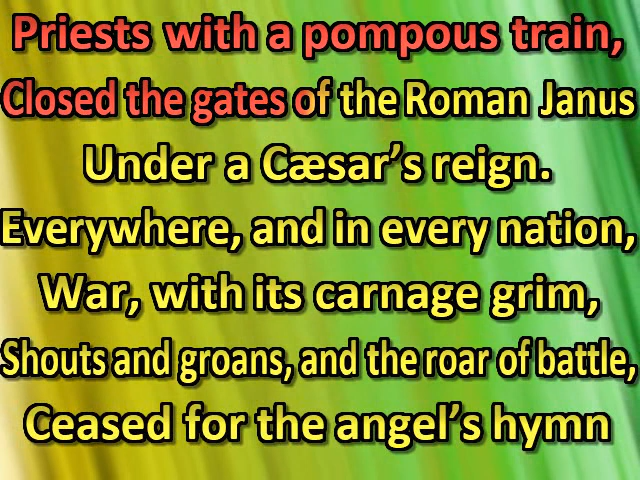 Priests with a pompous train,
Closed the gates of the Roman Janus
Under a Cæsar’s reign.
Everywhere, and in every nation,
War, with its carnage grim,
Shouts and groans, and the roar of battle,
Ceased for the angel’s hymn